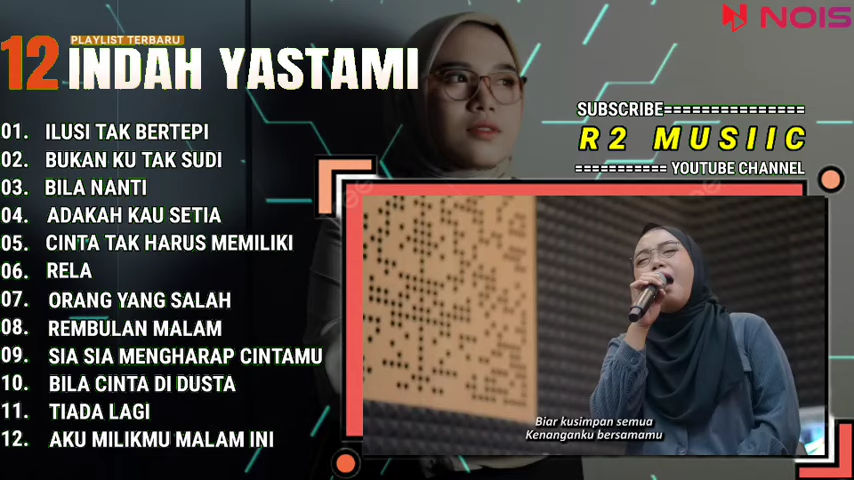 NOIS
PLAYLIST TERBARU
12 INDAH YASTAMI
SUBSCRIBE================
R2 MUSIIC
=========== YOUTUBE CHANNEL
01. ILUSI TAK BERTEPI
02. BUKAN KU TAK SUDI
03. BILA NANTI
04. ADAKAH KAU SETIA
05. CINTA TAK HARUS MEMILIKI
06. RELA
07. ORANG YANG SALAH
08. REMBULAN MALAM
09. SIA SIA MENGHARAP CINTAMU
10. BILA CINTA DI DUSTA
11. TIADA LAGI
12. AKU MILIKMU MALAM INI
Biar kusimpan semua
Kenanganku bersamamu